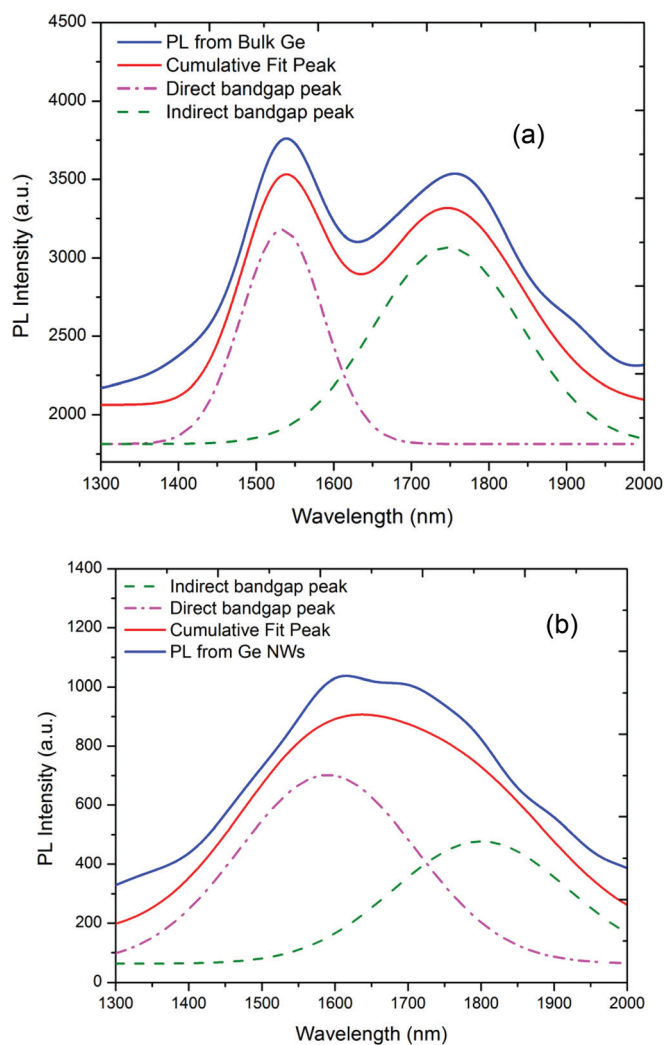 4500
4000
3500
3000
2500
2000
PL Intensity (a.u.)
PL from Bulk Ge
Cumulative Fit Peak
Direct bandgap peak
Indirect bandgap peak
(a)
1300 1400 1500 1600 1700 1800 1900 2000
Wavelength (nm)
1400
1200
1000
800
600
400
200
0
PL Intensity (a.u.)
Indirect bandgap peak
Direct bandgap peak
Cumulative Fit Peak
PL from Ge NWs
(b)
1300 1400 1500 1600 1700 1800 1900 2000
Wavelength (nm)